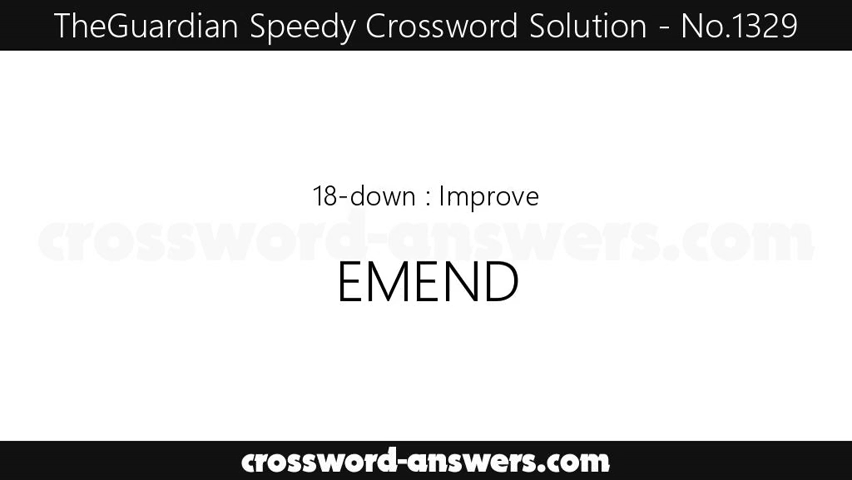 TheGuardian Speedy Crossword Solution - No.1329
18-down : Improve
crossword-answers.com
EMEND
crossword-answers.com